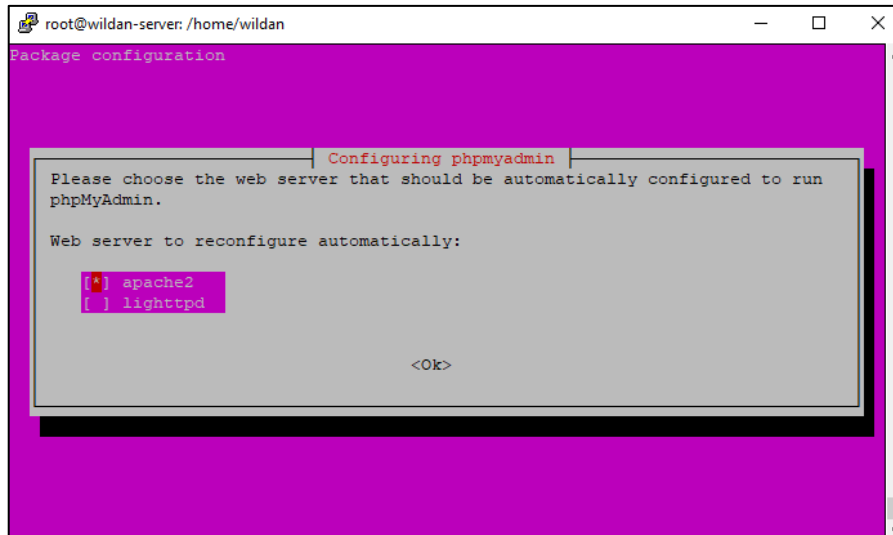 root@wildan-server: /home/wildan
Package configuration
Configuring phpmyadmin
Please choose the web server that should be automatically configured to run
phpMyAdmin.
Web server to reconfigure automatically:
[*] apache2
[ ] lighttpd
<Ok>